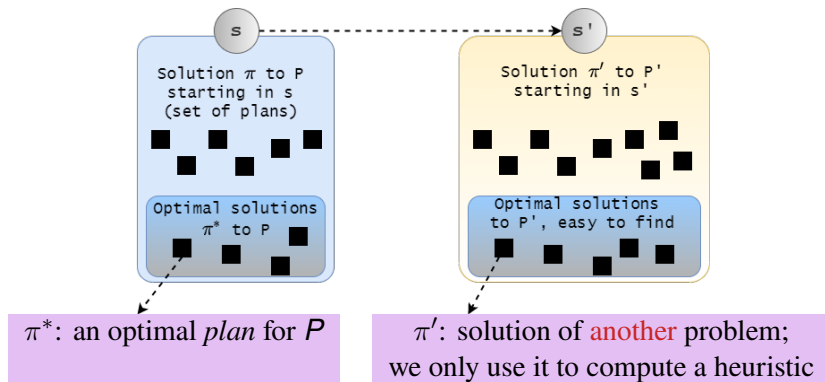 s
s'
Solution π to P
starting in s
(set of plans)
Solution π′ to P'
starting in s'
Optimal solutions
π* to P
Optimal solutions
to P', easy to find
π*: an optimal plan for P
π′: solution of another problem;
we only use it to compute a heuristic